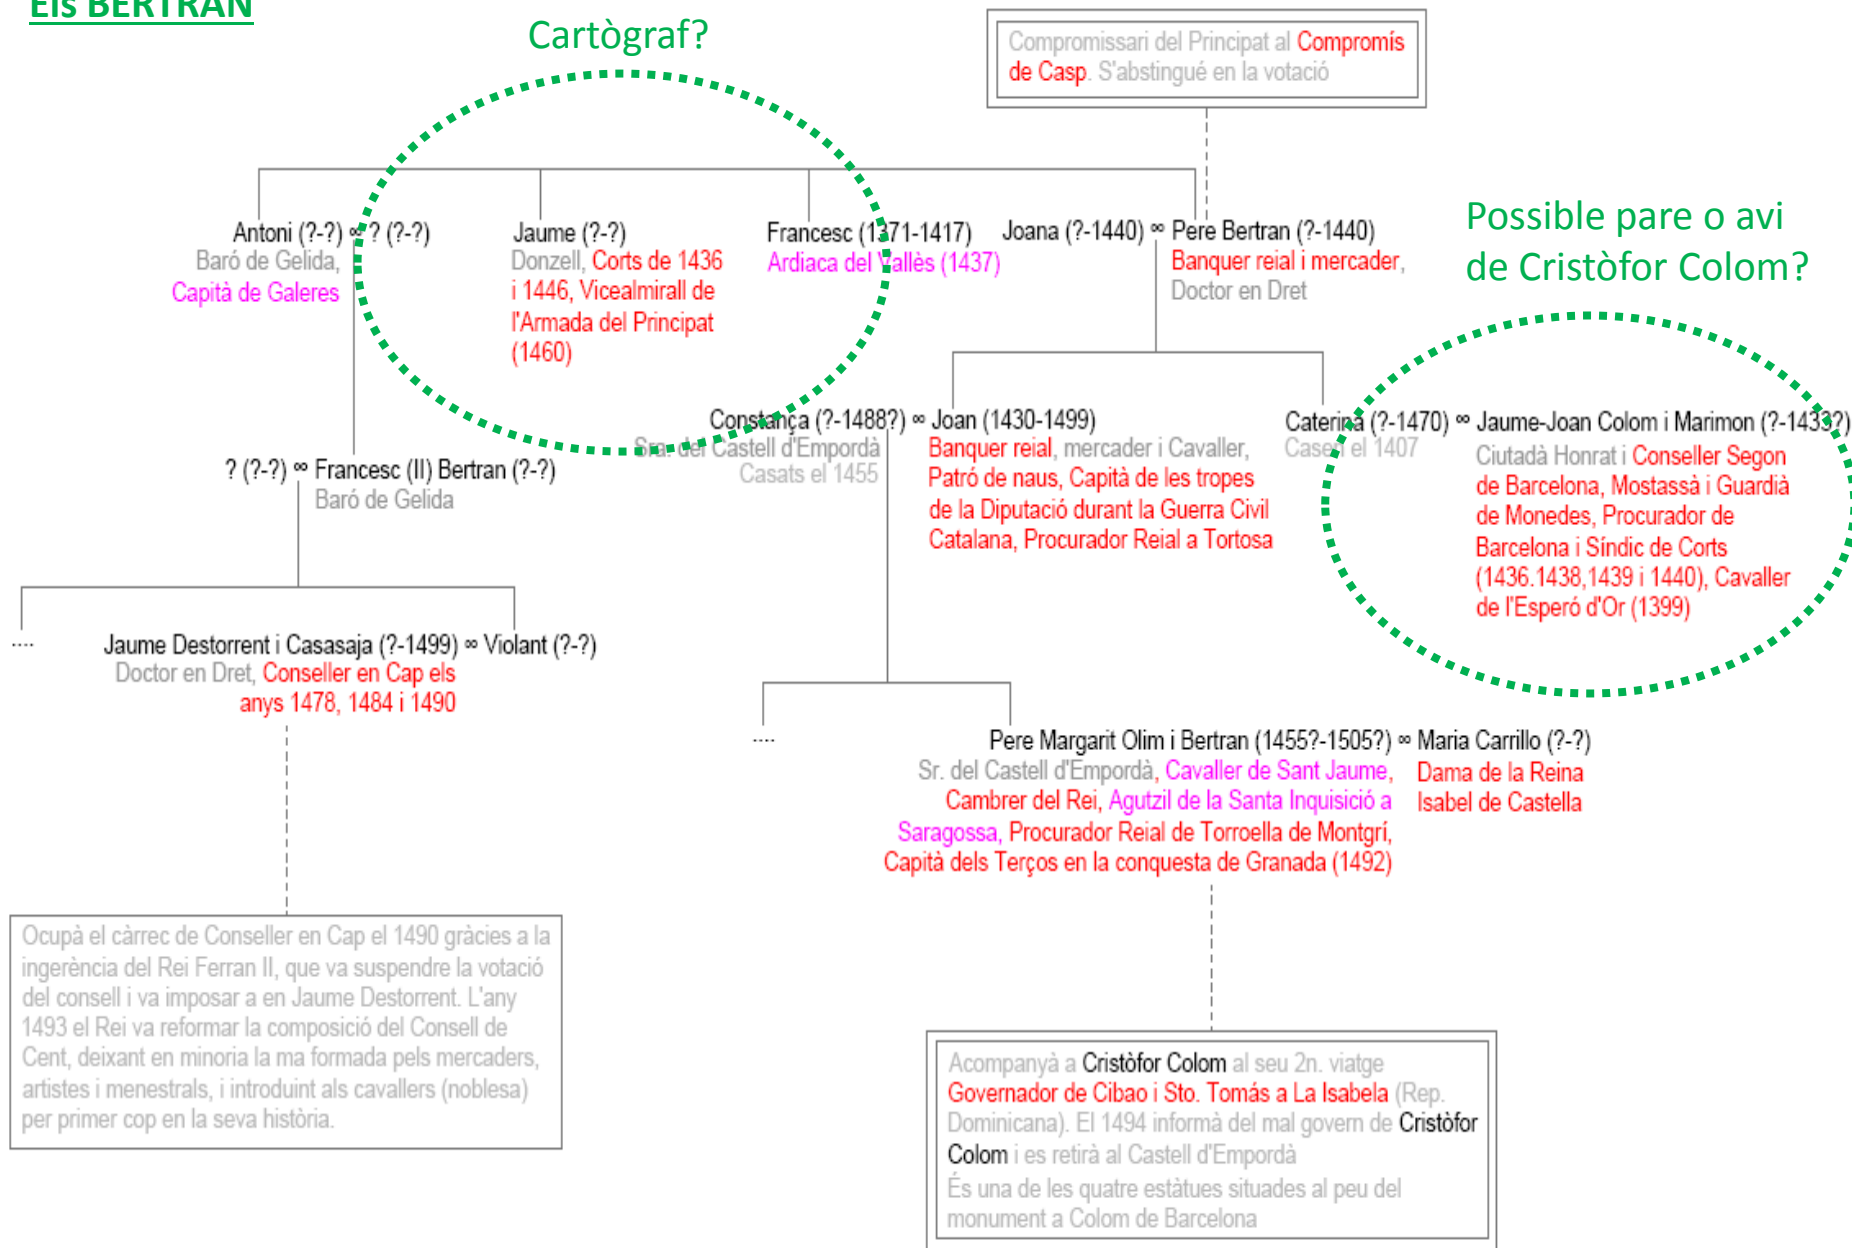 Els BERTRAN
Cartògraf?
Compromissari del Principat al Compromís
de Casp. S'abstingué en la votació
Antoni (?-?) ∞ ? (?-?)
Baró de Gelida,
Capità de Galeres
Jaume (?-?)
Donzell, Corts de 1436
i 1446, Vicealmirall de
l'Armada del Principat
(1460)
Francesc (1371-1417)
Ardiaca del Vallès (1437)
Joana (?-1440) ∞ Pere Bertran (?-1440)
Banquer reial i mercader,
Doctor en Dret
Possible pare o avi
de Cristòfor Colom?
? (?-?) ∞ Francesc (II) Bertran (?-?)
Baró de Gelida
Constança (?-1488?) ∞ Joan (1430-1499)
Sra. del Castell d'Empordà
Casats el 1455
Banquer reial, mercader i Cavaller,
Patró de naus, Capità de les tropes
de la Diputació durant la Guerra Civil
Catalana, Procurador Reial a Tortosa
Caterina (?-1470) ∞ Jaume-Joan Colom i Marimon (?-1433?)
Casen el 1407
Ciutadà Honrat i Conseller Segon
de Barcelona, Mostassà i Guardià
de Monedes, Procurador de
Barcelona i Síndic de Corts
(1436.1438,1439 i 1440), Cavaller
de l'Esperó d'Or (1399)
....
Jaume Destorrent i Casasaja (?-1499) ∞ Violant (?-?)
Doctor en Dret, Conseller en Cap els
anys 1478, 1484 i 1490
....
Pere Margarit Olim i Bertran (1455?-1505?) ∞ Maria Carrillo (?-?)
Sr. del Castell d'Empordà, Cavaller de Sant Jaume,
Cambrer del Rei, Agutzil de la Santa Inquisició a
Saragossa, Procurador Reial de Torroella de Montgrí,
Capità dels Terços en la conquesta de Granada (1492)
Dama de la Reina
Isabel de Castella
Ocupà el càrrec de Conseller en Cap el 1490 gràcies a la
ingerència del Rei Ferran II, que va suspendre la votació
del consell i va imposar a en Jaume Destorrent. L'any
1493 el Rei va reformar la composició del Consell de
Cent, deixant en minoria la ma formada pels mercaders,
artistes i menestrals, i introduint als cavallers (noblesa)
per primer cop en la seva història.
Acompanyà a Cristòfor Colom al seu 2n. viatge
Governador de Cibao i Sto. Tomás a La Isabela (Rep.
Dominicana). El 1494 informà del mal govern de Cristòfor
Colom i es retirà al Castell d'Empordà
És una de les quatre estàtues situades al peu del
monument a Colom de Barcelona